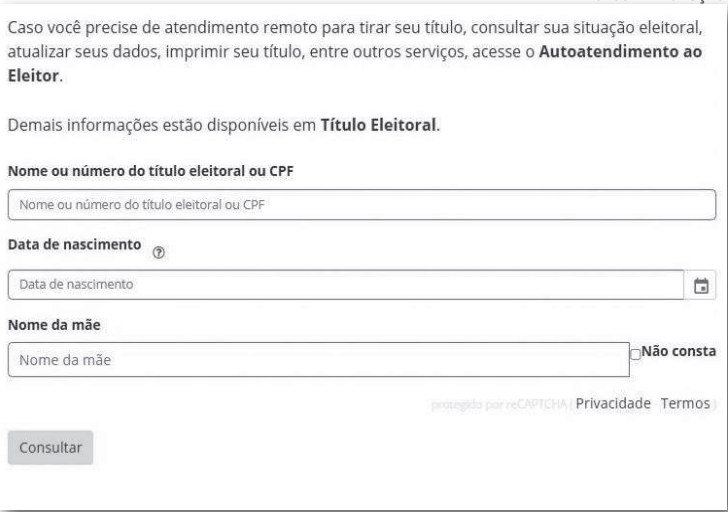 Caso você precise de atendimento remoto para tirar seu título, consultar sua situação eleitoral,
atualizar seus dados, imprimir seu título, entre outros serviços, acesse o Autoatendimento ao
Eleitor.
Demais informações estão disponíveis em Título Eleitoral.
Nome ou número do título eleitoral ou CPF
Nome ou número do título eleitoral ou CPF
Data de nascimento ?
Data de nascimento
Nome da mãe
Nome da mãe
Não consta
protegido por reCAPTCHA ( Privacidade Termos )
Consultar